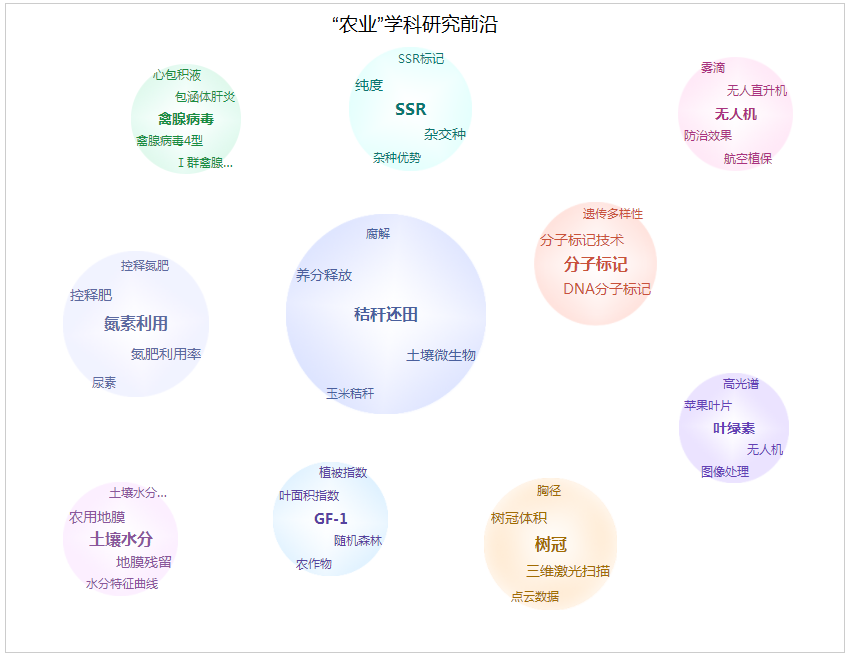 “农业”学科研究前沿
心包积液
包涵体肝炎
禽腺病毒
禽腺病毒4型
Ⅰ群禽腺...
SSR标记
纯度
SSR
杂交种
杂种优势
雾滴
无人直升机
无人机
防治效果
航空植保
控释氮肥
控释肥
氮素利用
氮肥利用率
尿素
腐解
养分释放
秸秆还田
土壤微生物
玉米秸秆
遗传多样性
分子标记技术
分子标记
DNA分子标记
高光谱
苹果叶片
叶绿素
无人机
图像处理
土壤水分...
农用地膜
土壤水分
地膜残留
水分特征曲线
植被指数
叶面积指数
GF-1
随机森林
农作物
胸径
树冠体积
树冠
三维激光扫描
点云数据